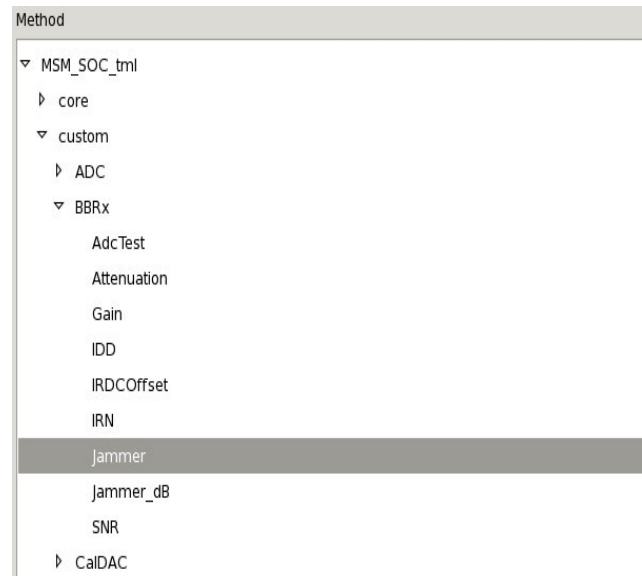 Method
MSM_SOC_tml
core
custom
ADC
BBRx
AdcTest
Attenuation
Gain
IDD
IRDCOffset
IRN
Jammer
Jammer_dB
SNR
CalDAC